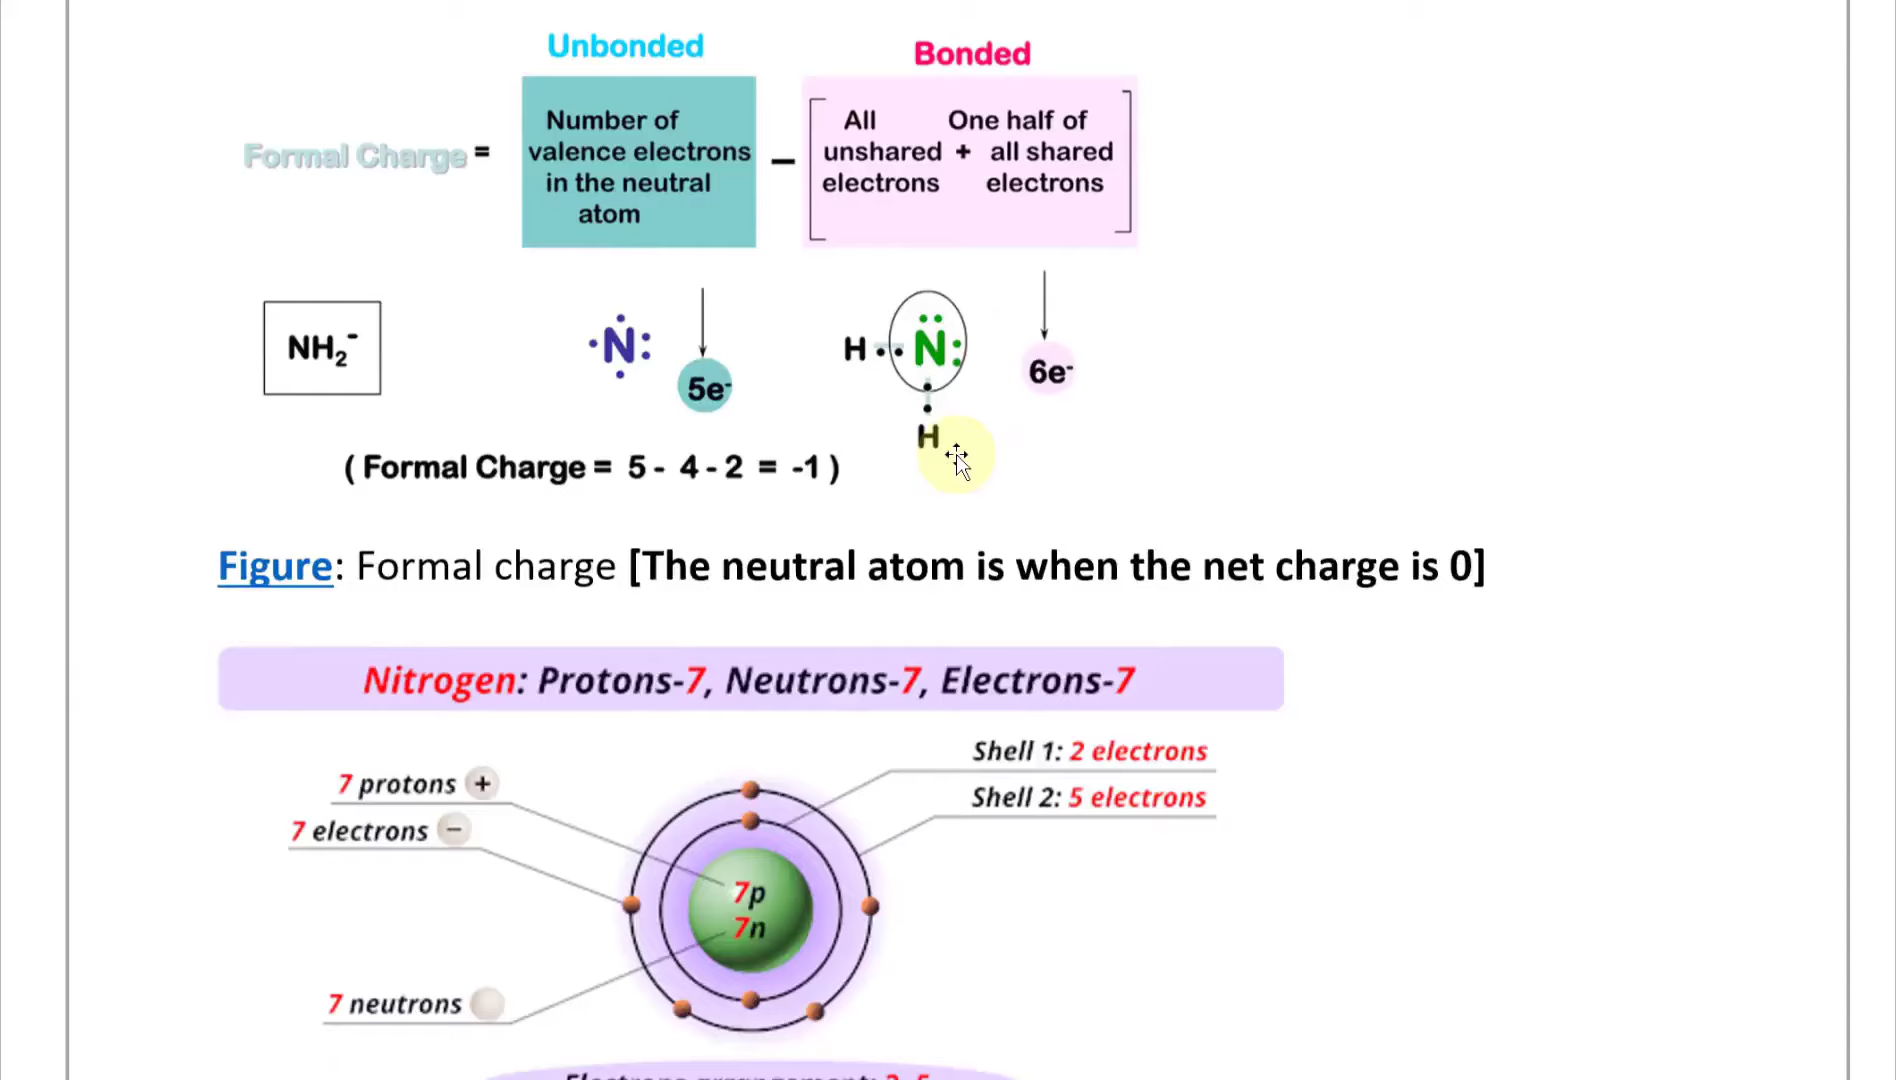 Unbonded
Bonded
Formal Charge =
Number of
valence electrons
in the neutral
atom
–
All One half of
unshared + all shared
electrons electrons
NH₂⁻
N
5e⁻
H N
6e⁻
H
( Formal Charge = 5 - 4 - 2 = -1 )
Figure: Formal charge [The neutral atom is when the net charge is 0]
Nitrogen: Protons-7, Neutrons-7, Electrons-7
Shell 1: 2 electrons
7 protons +
Shell 2: 5 electrons
7 electrons −
7p
7n
7 neutrons